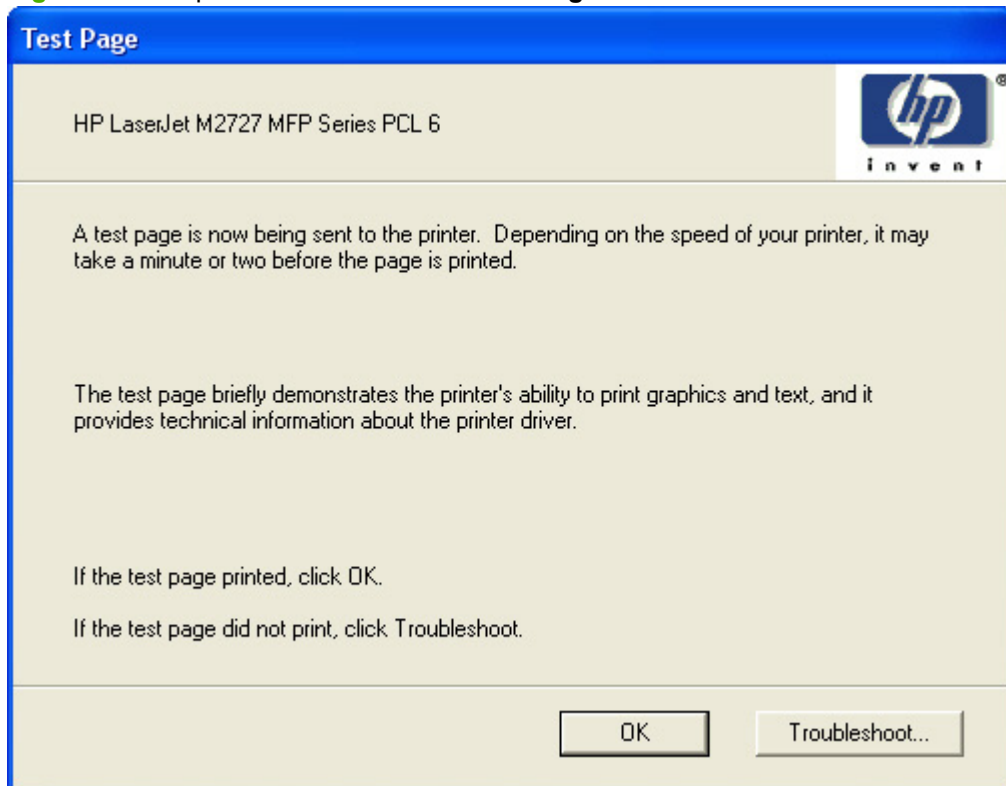 Test Page
HP LaserJet M2727 MFP Series PCL 6
hp
®
invent
A test page is now being sent to the printer.  Depending on the speed of your printer, it may
take a minute or two before the page is printed.
The test page briefly demonstrates the printer's ability to print graphics and text, and it
provides technical information about the printer driver.
If the test page printed, click OK.
If the test page did not print, click Troubleshoot.
OK
Troubleshoot...